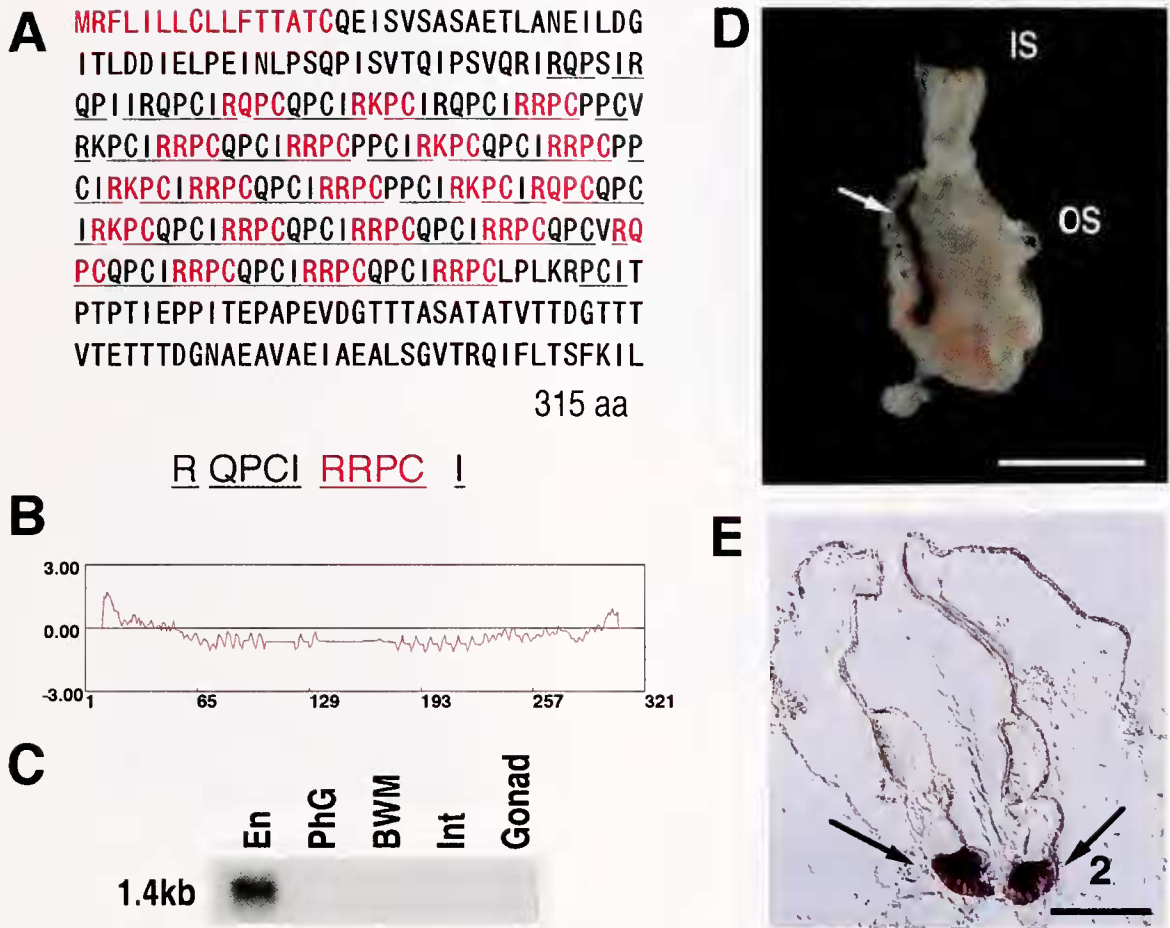 A
MRFLILLCLLFTTATCQEISVSASAETLANEILDG
ITLDDIELPEINLPSQPISVTQIPSVQRIRQPSIR
QPIIRQPCIRQPCQPCIRKPCIRQPCIRRPCPPCV
RKPCIRRPCQPCIRRPCPPCIRKPCQPCIRRPCPP
CIRKPCIRRPCQPCIRRPCPPCIRKPCIRQPCQPC
IRKPCQPCIRRPCQPCIRRPCQPCIRRPCQPCVRQ
PCQPCIRRPCQPCIRRPCQPCIRRPCLPLKRPCIT
PTPTIEPPITEPAPEVDGTTTASATATVTTDGTTT
VTETTTDGNAEAVAEIAEALSGVTRQIFLTSFKIL
315 aa
R QPCI RRPC I
B
3.00
0.00
-3.00
1 65 129 193 257 321
C
En PhG BWM Int Gonad
1.4kb
D
IS
OS
E
2